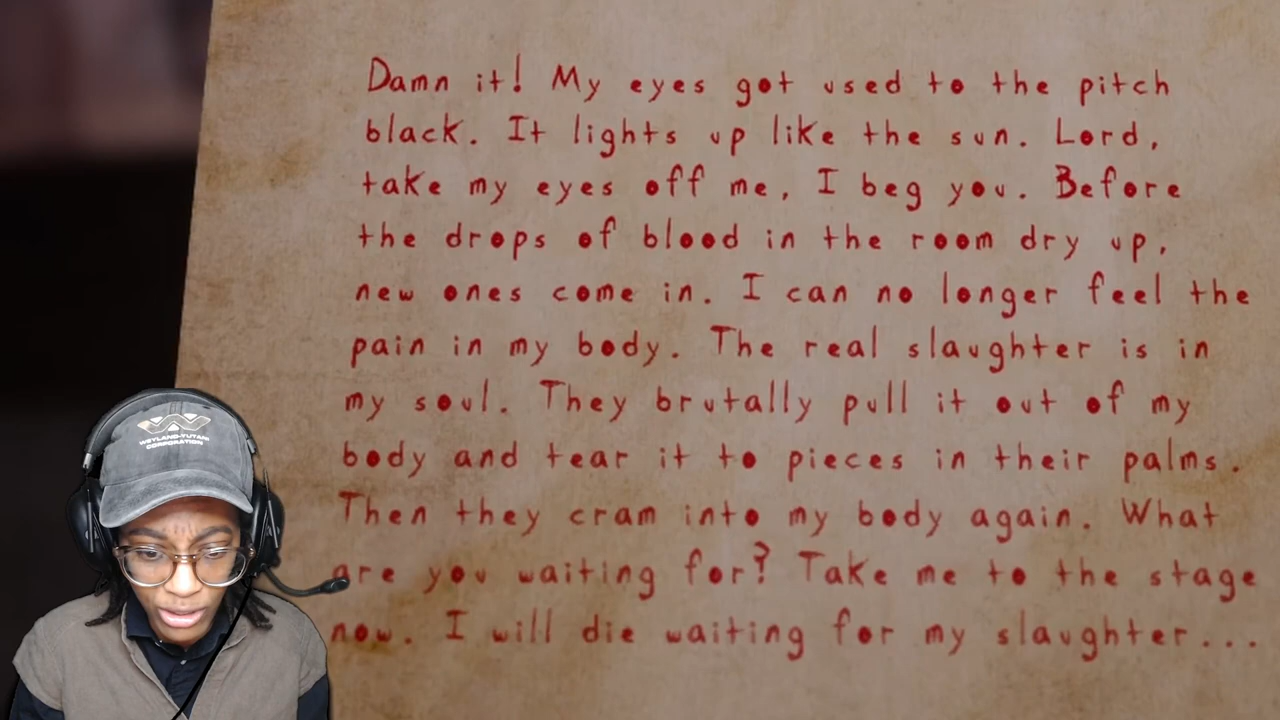 Damn it! My eyes got used to the pitch
black. It lights up like the sun. Lord,
take my eyes off me, I beg you. Before
the drops of blood in the room dry up,
new ones come in. I can no longer feel the
pain in my body. The real slaughter is in
my soul. They brutally pull it out of my
body and tear it to pieces in their palms.
Then they cram into my body again. What
are you waiting for? Take me to the stage
now. I will die waiting for my slaughter...
WEYLAND-YUTANI
CORPORATION